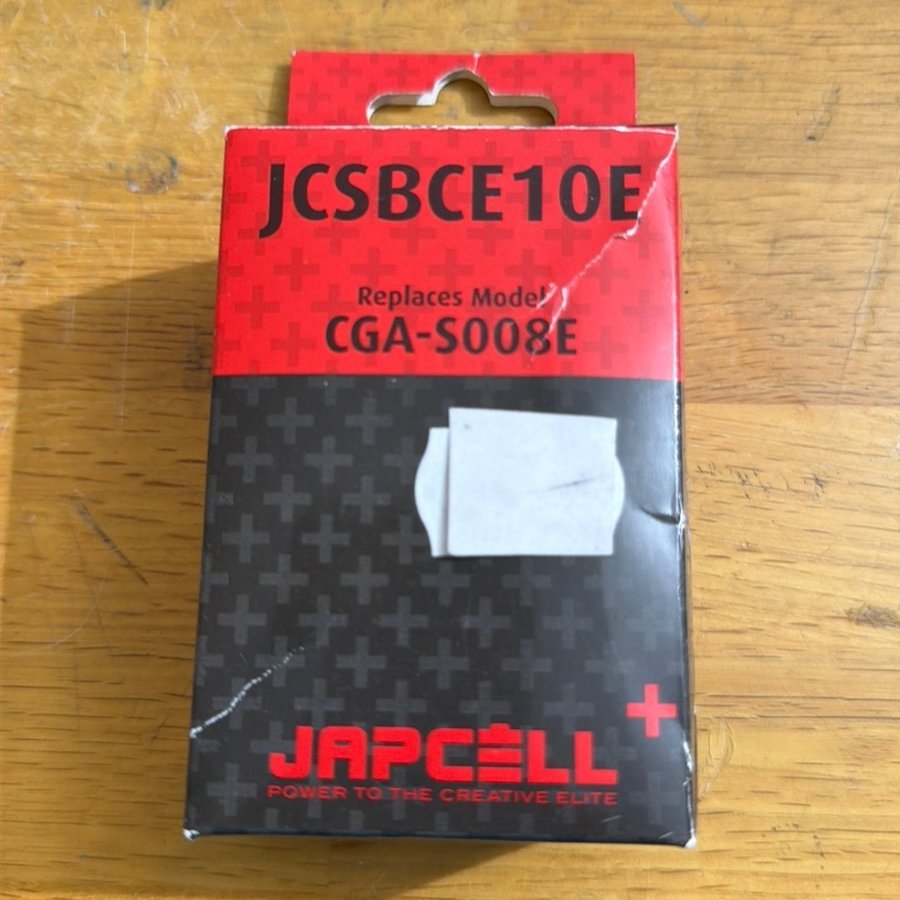 JCSBCE10E
Replaces Model
CGA-S008E
JAPCELL
POWER TO THE CREATIVE ELITE